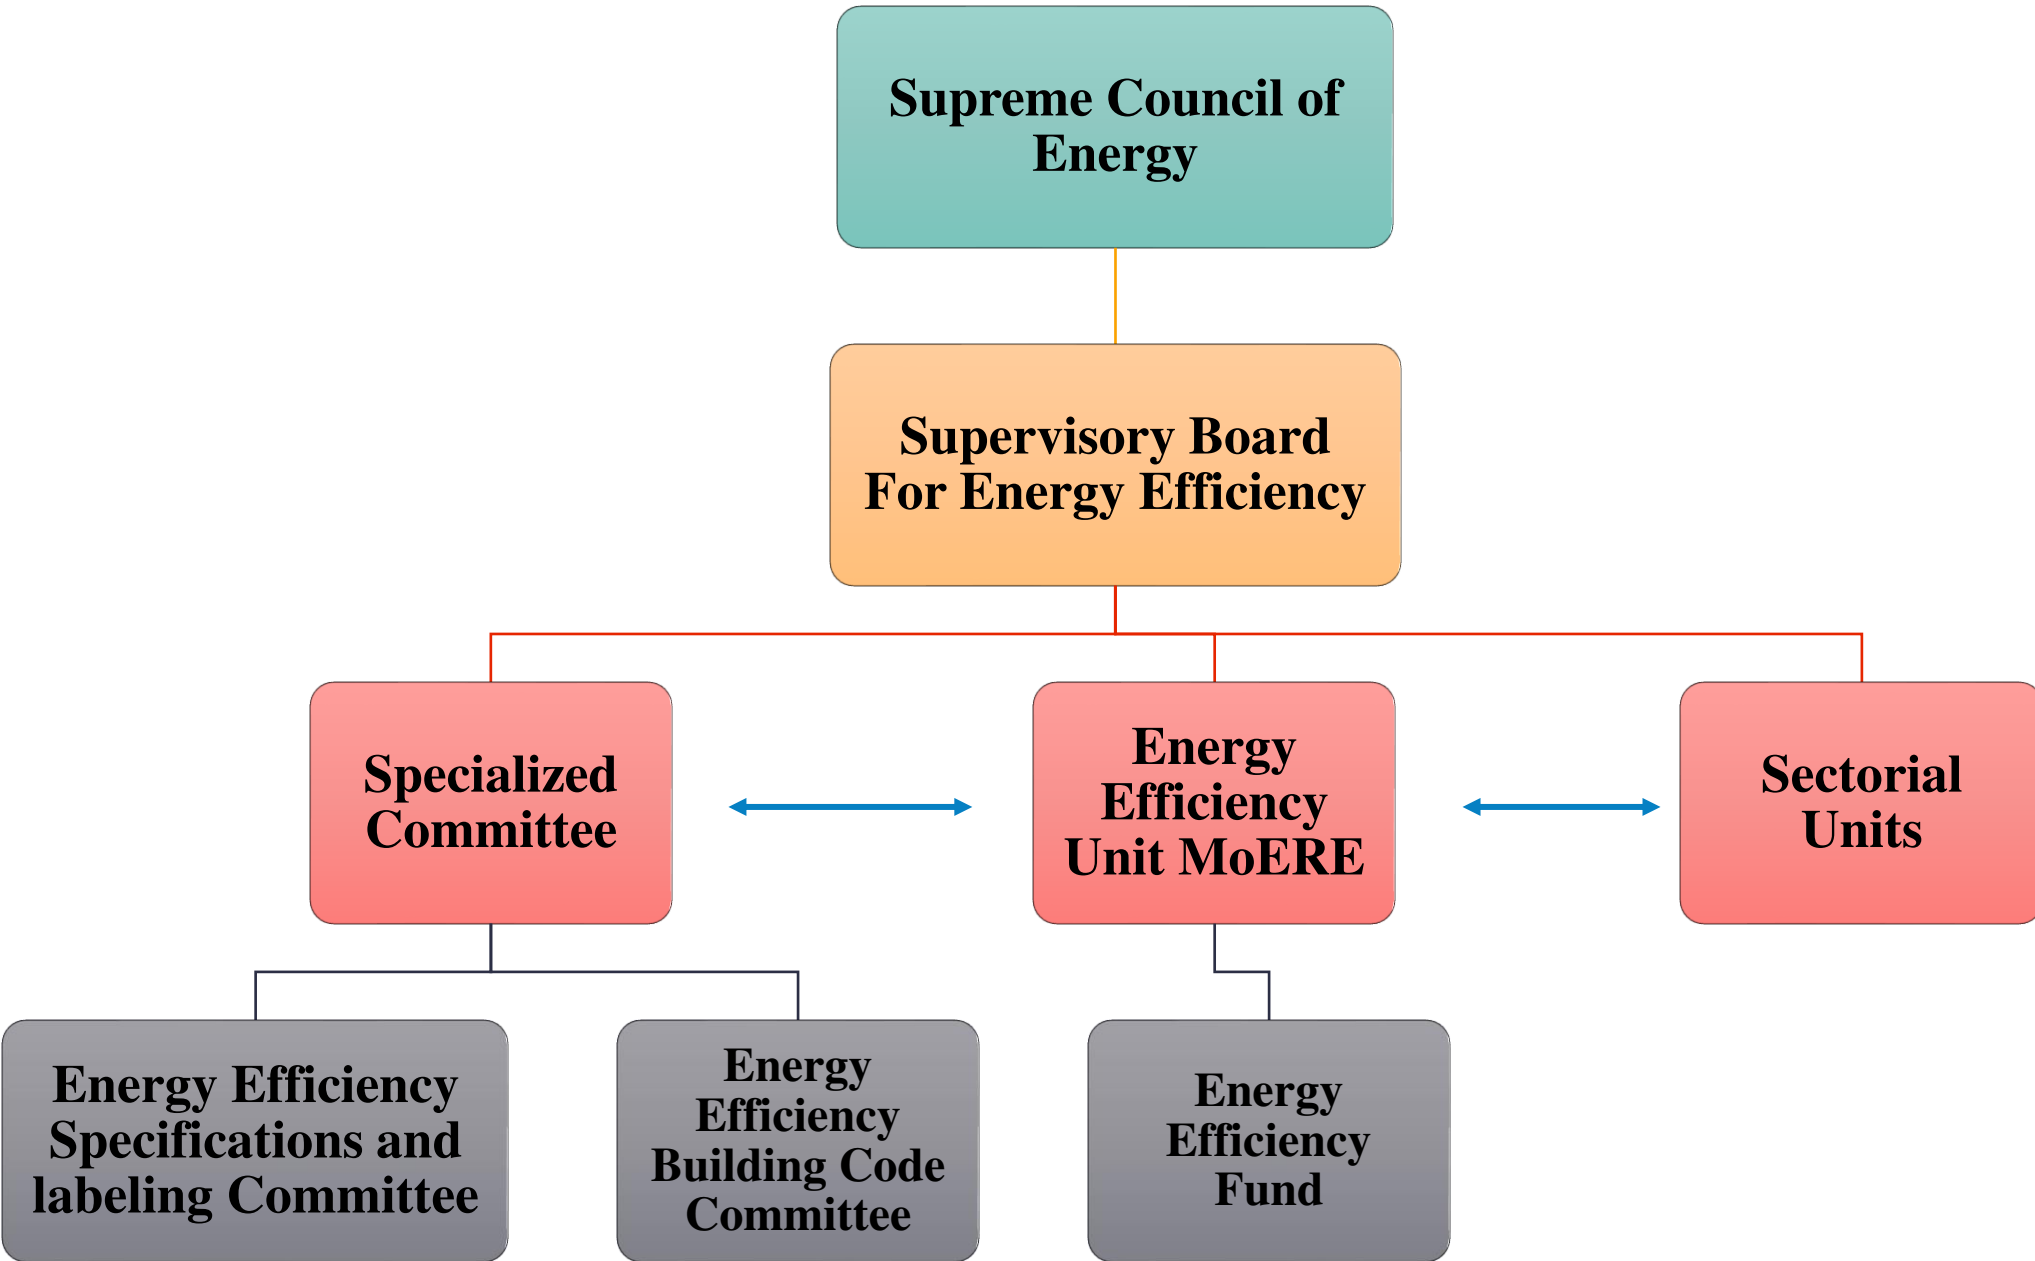 Supreme Council of
Energy
Supervisory Board
For Energy Efficiency
Specialized
Committee
Energy
Efficiency
Unit MoERE
Sectorial
Units
Energy Efficiency
Specifications and
labeling Committee
Energy
Efficiency
Building Code
Committee
Energy
Efficiency
Fund